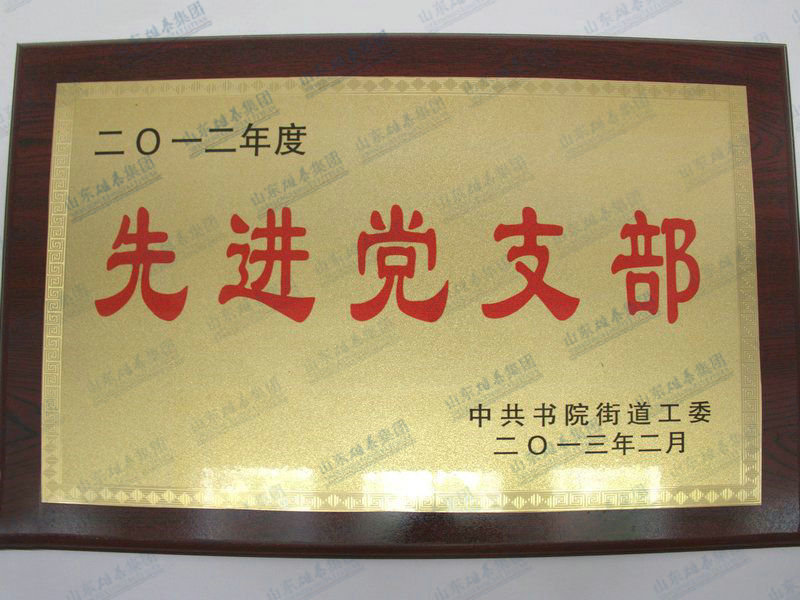 二〇一二年度
先进党支部
中共书院街道工委
二〇一三年二月